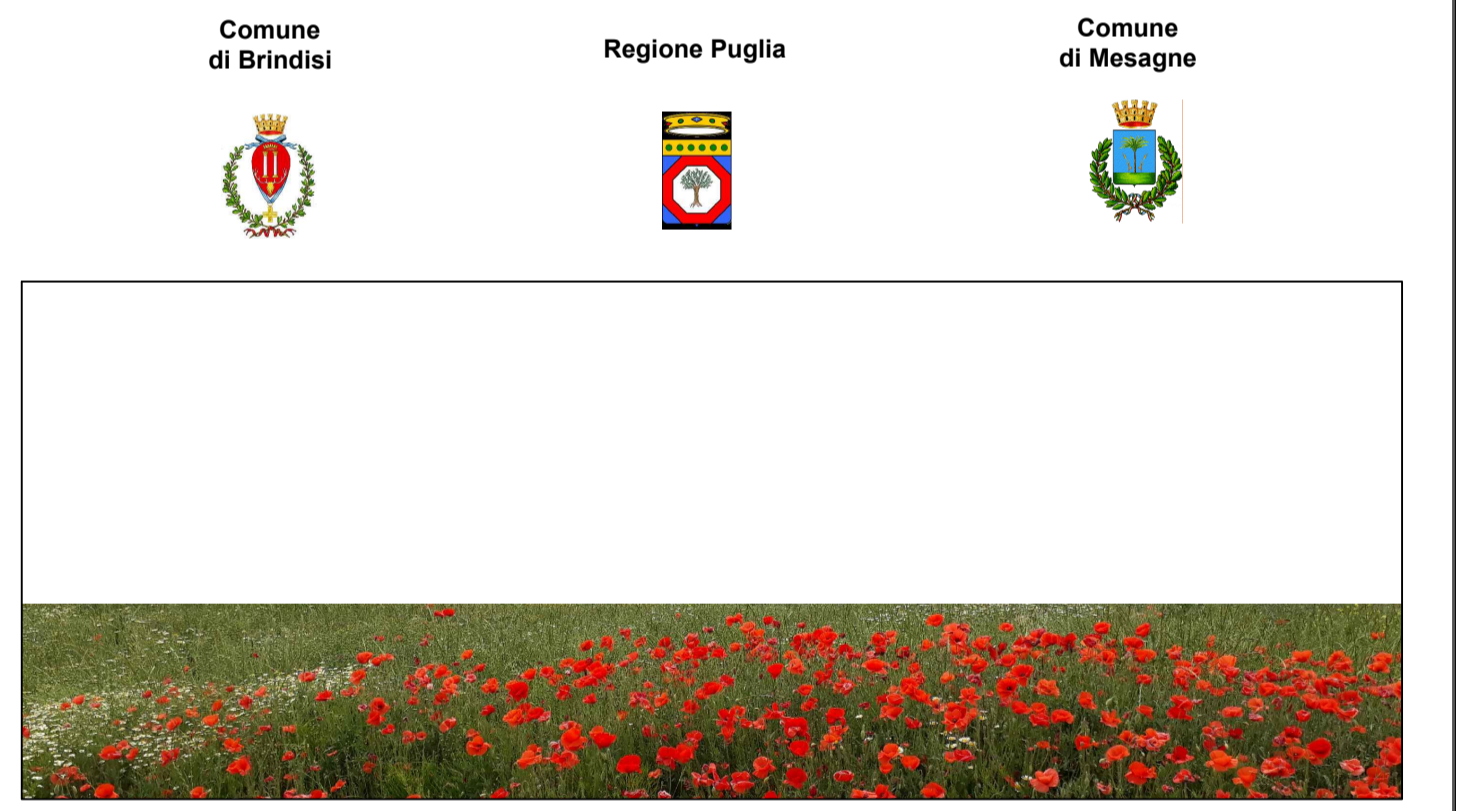 Comune
di Brindisi
Regione Puglia
Comune
di Mesagne